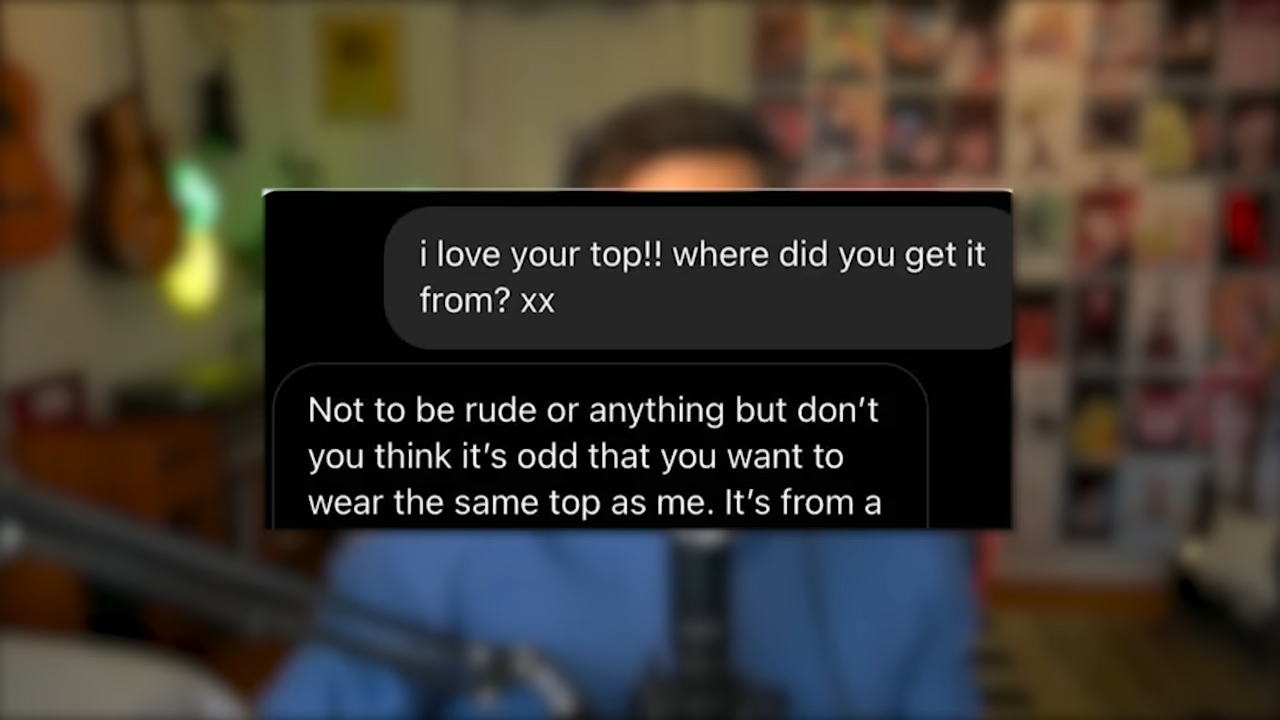 i love your top!! where did you get it
from? xx
Not to be rude or anything but don’t
you think it’s odd that you want to
wear the same top as me. It’s from a